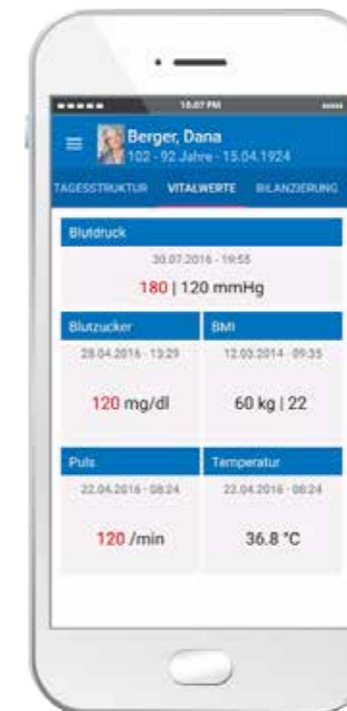 10:07 PM
Berger, Dana
102 - 92 Jahre - 15.04.1924
TAGESSTRUKTUR VITALWERTE BILANZIERUNG
Blutdruck
30.07.2016 - 19:55
180 | 120 mmHg
Blutzucker BMI
28.04.2016 - 13:29 12.03.2014 - 09:35
120 mg/dl 60 kg | 22
Puls Temperatur
22.04.2016 - 08:24 22.04.2016 - 08:24
120 /min 36.8 °C